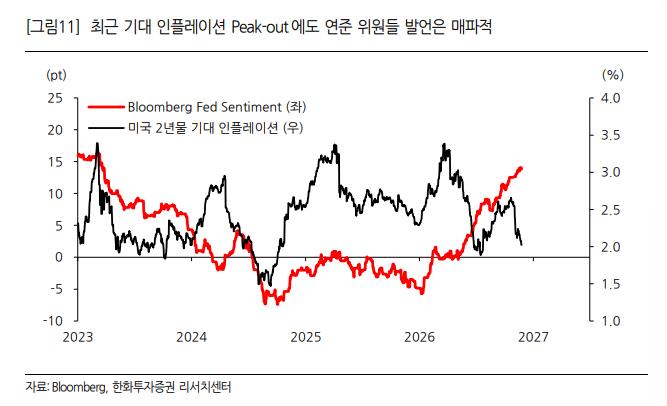 [그림11] 최근 기대 인플레이션 Peak-out에도 연준 위원들 발언은 매파적
(pt) (%)
Bloomberg Fed Sentiment (좌)
미국 2년물 기대 인플레이션 (우)
25 4.0
20 3.5
15 3.0
10 2.5
5 2.0
0
-5 1.5
-10 1.0
2023 2024 2025 2026 2027
자료: Bloomberg, 한화투자증권 리서치센터